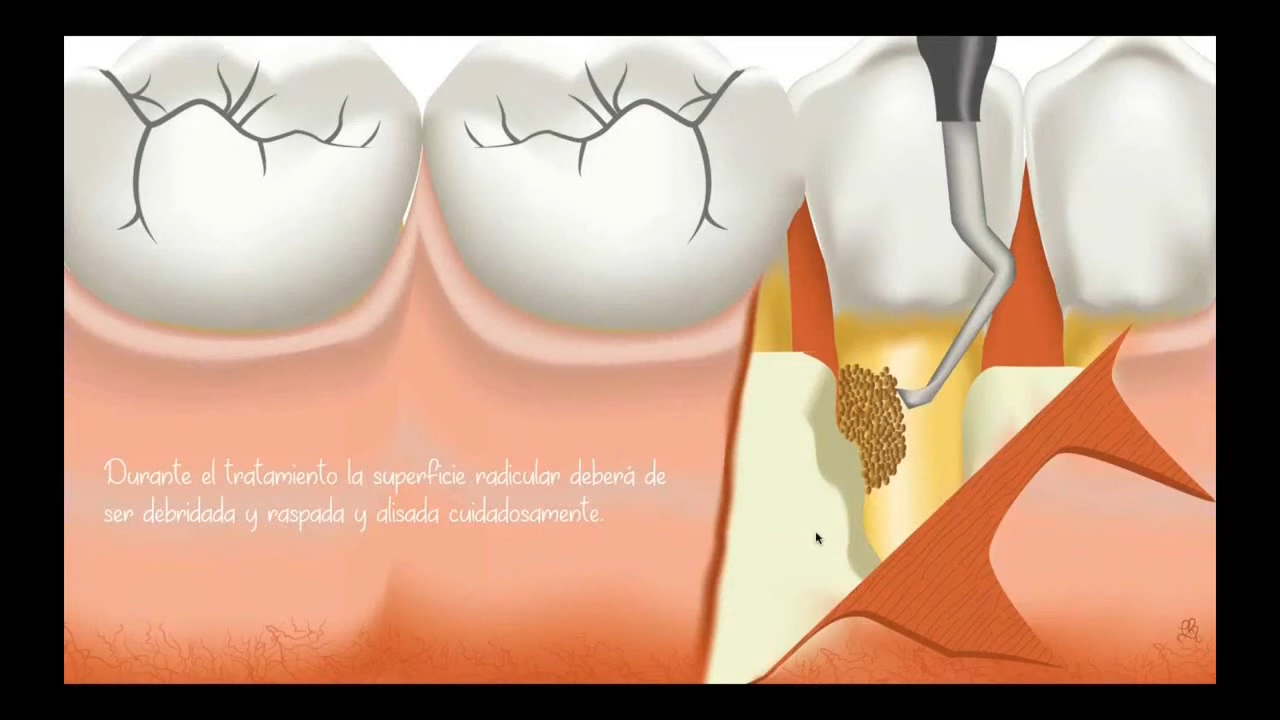 Durante el tratamiento la superficie radicular deberá de
ser debridada y raspada y alisada cuidadosamente.